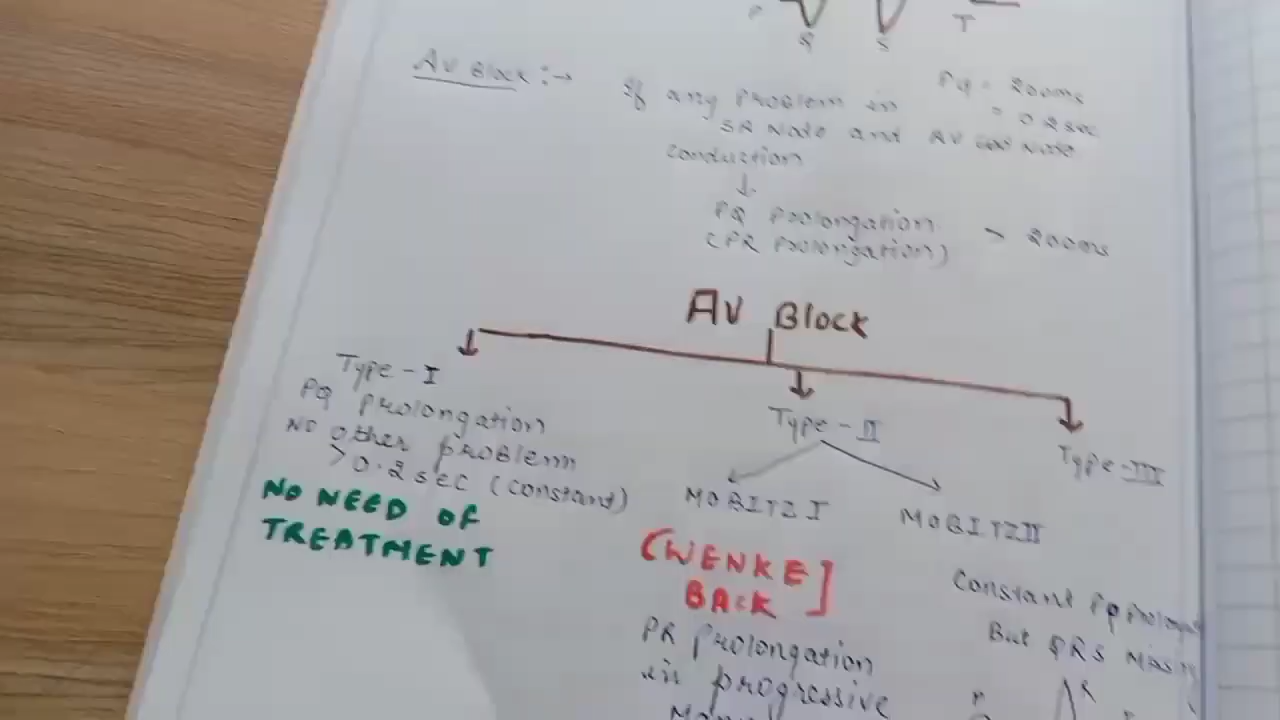 P
Q S T
AV Block :→
PQ = 200ms
= 0.2 sec
If any Problem in
SA Node and AV Node
Conduction
↓
PQ Prolongation > 200ms
(PR Prolongation)
AV Block
Type-I
PQ Prolongation
NO other problem
>0.2 sec (constant)
NO NEED OF
TREATMENT
Type-II
MOBITZ I
[WENKE
BACK]
PR Prolongation
in progressive
MOBITZ II
Constant PQ
But QRS
P R
Type-III